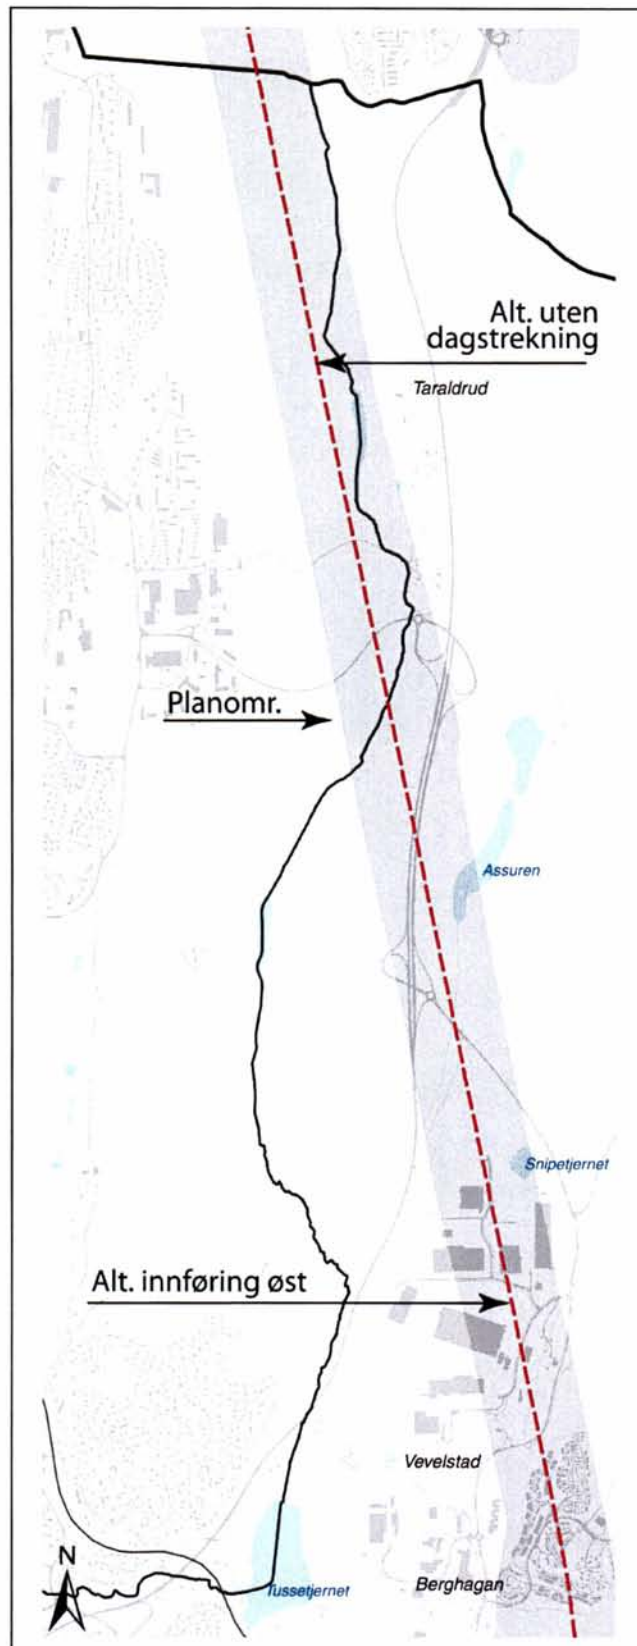 Alt. uten
dagstrekning
Taraldrud
Planomr.
Assuren
Snipetjernet
Alt. innføring øst
Vevelstad
N
Berghagan
Tussetjernet